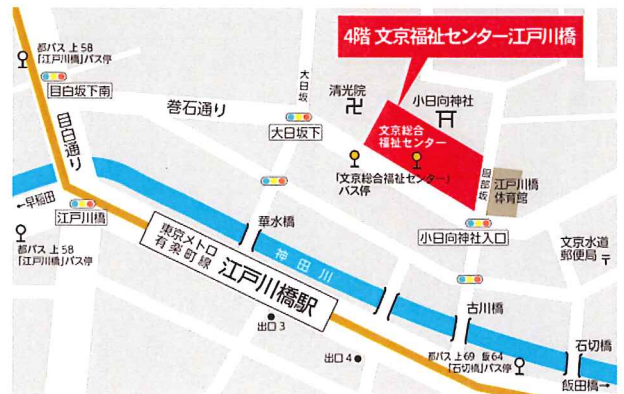 4階 文京福祉センター江戸川橋
都バス 上58
「江戸川橋」バス停
目白坂下南
目白通り
巻石通り
大日坂
大日坂下
清光院
小日向神社
文京総合
福祉センター
「文京総合福祉センター」
バス停
服部坂
江戸川橋
体育館
小日向神社入口
←早稲田
江戸川橋
都バス 上58
「江戸川橋」バス停
華水橋
神田川
東京メトロ
有楽町線
江戸川橋駅
文京水道
郵便局
古川橋
石切橋
出口3
出口4
都バス 上69 飯64
「石切橋」バス停
飯田橋→